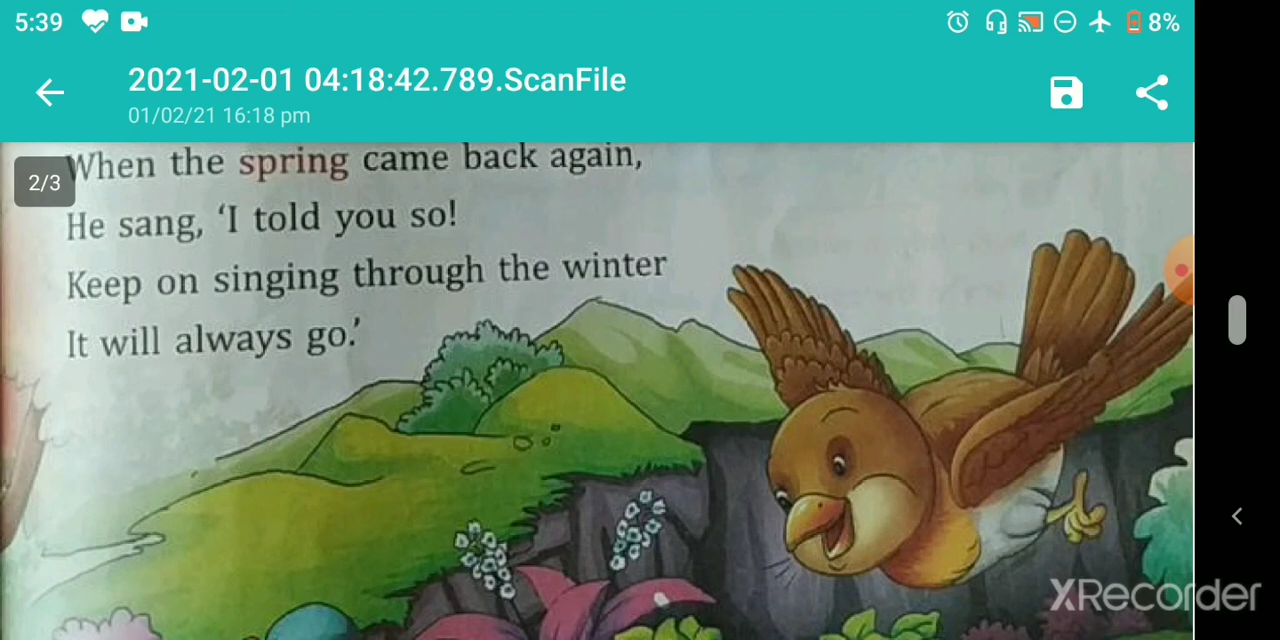 5:39
8%
2021-02-01 04:18:42.789.ScanFile
01/02/21 16:18 pm
2/3
When the spring came back again,
He sang, ‘I told you so!
Keep on singing through the winter
It will always go.’
XRecorder